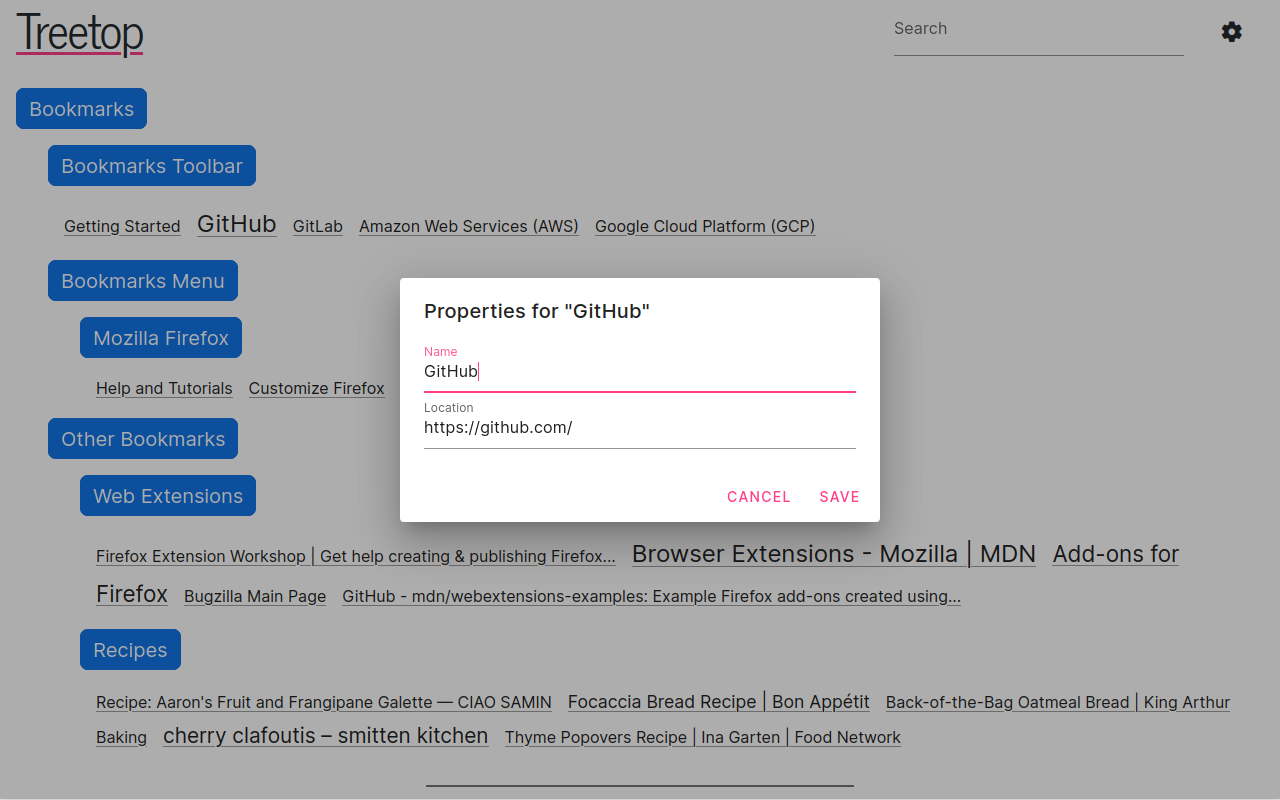 Treetop
Search
Bookmarks
Bookmarks Toolbar
Getting Started GitHub GitLab Amazon Web Services (AWS) Google Cloud Platform (GCP)
Bookmarks Menu
Mozilla Firefox
Help and Tutorials Customize Firefox
Properties for "GitHub"
Name
GitHub
Location
https://github.com/
CANCEL SAVE
Other Bookmarks
Web Extensions
Firefox Extension Workshop | Get help creating & publishing Firefox... Browser Extensions - Mozilla | MDN Add-ons for
Firefox Bugzilla Main Page GitHub - mdn/webextensions-examples: Example Firefox add-ons created using...
Recipes
Recipe: Aaron's Fruit and Frangipane Galette — CIAO SAMIN Focaccia Bread Recipe | Bon Appétit Back-of-the-Bag Oatmeal Bread | King Arthur
Baking cherry clafoutis – smitten kitchen Thyme Popovers Recipe | Ina Garten | Food Network